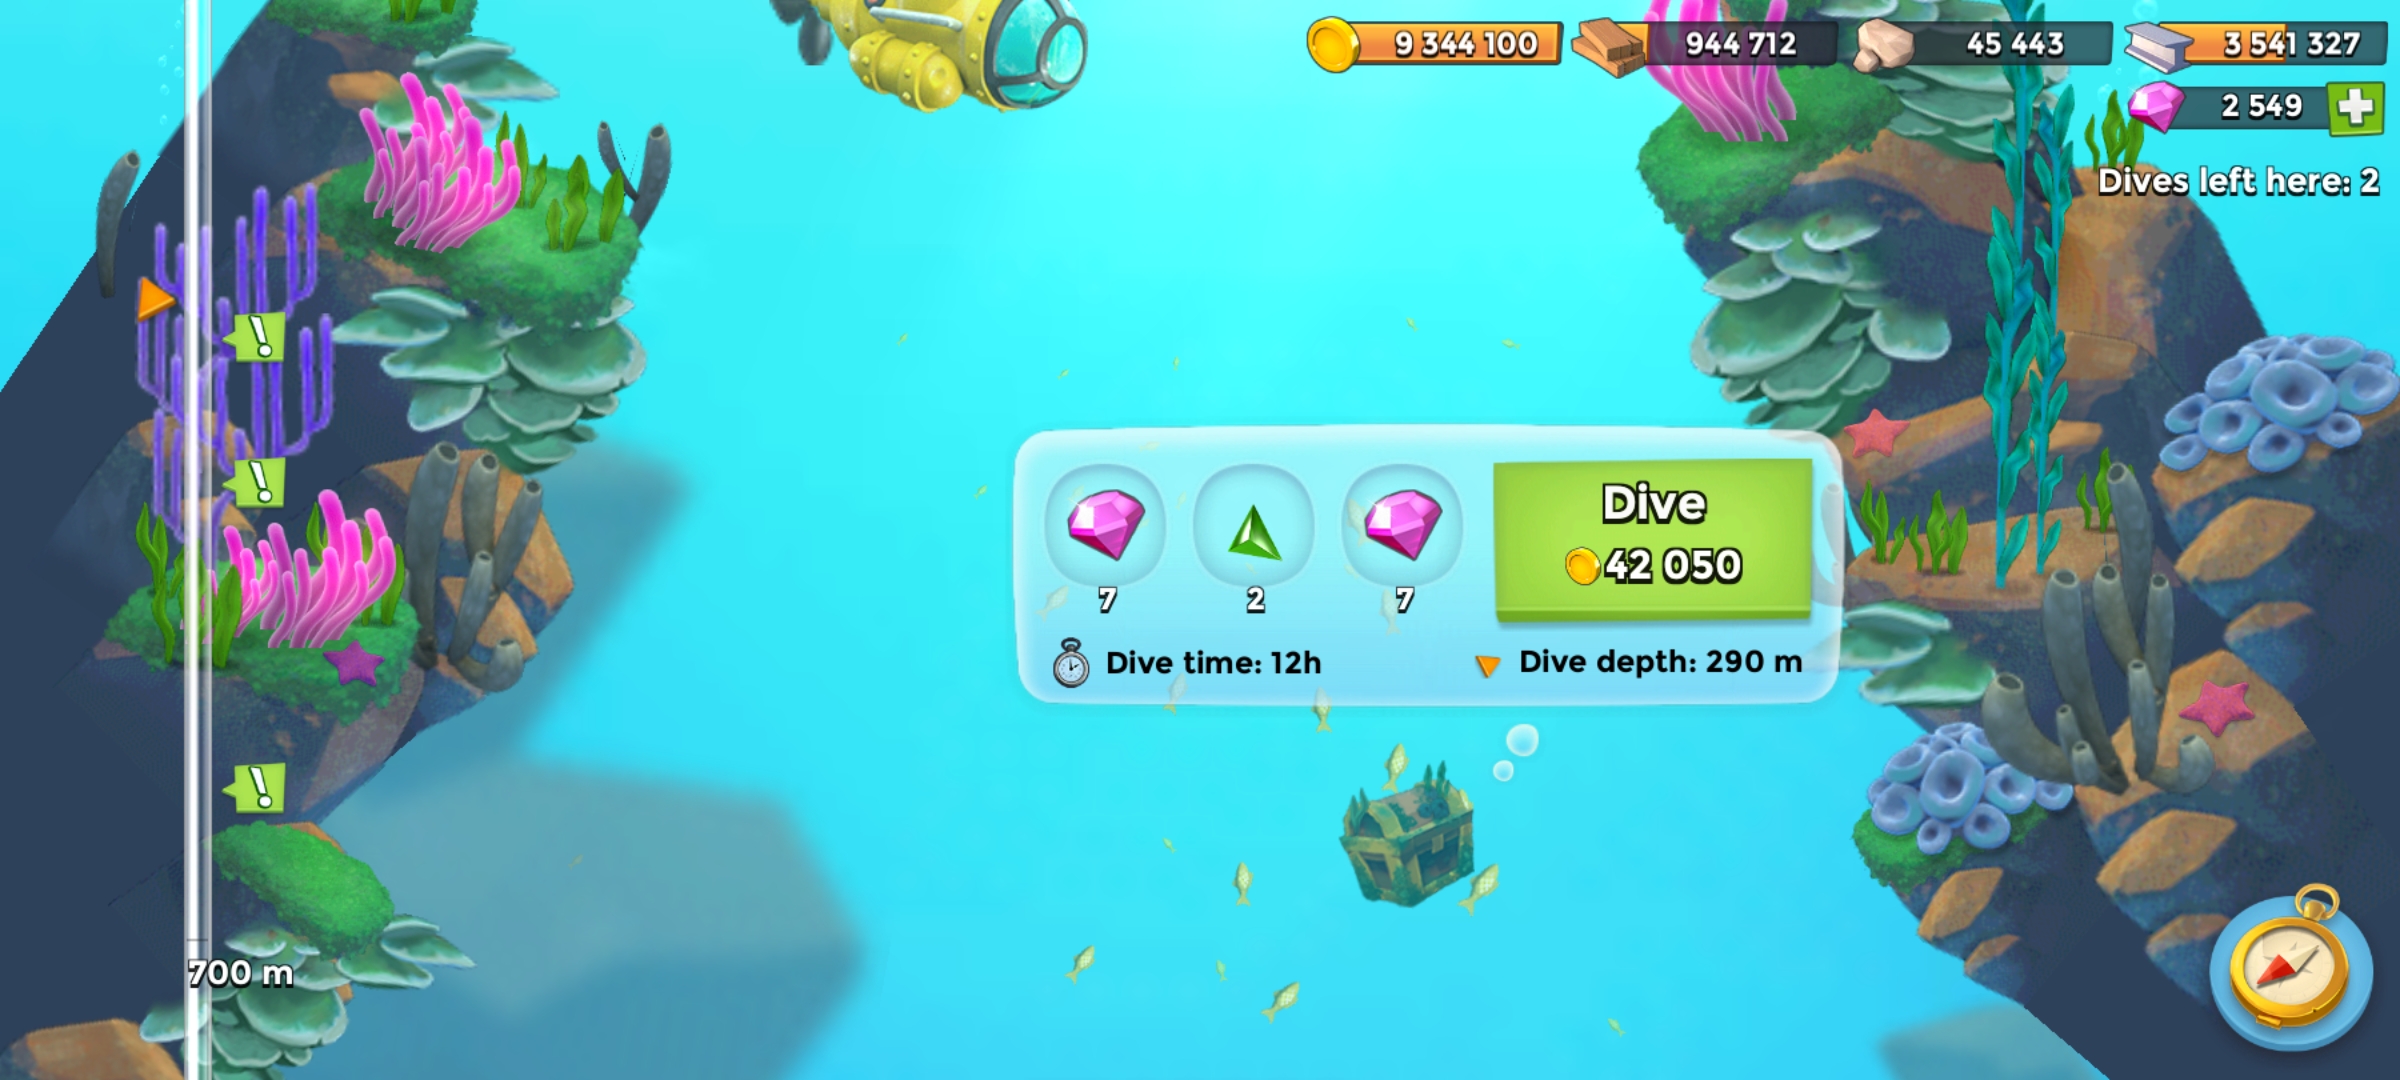 9 344 100
944 712
45 443
3 541 327
2 549
Dives left here: 2
!
!
!
7
2
7
Dive
42 050
Dive time: 12h
Dive depth: 290 m
700 m